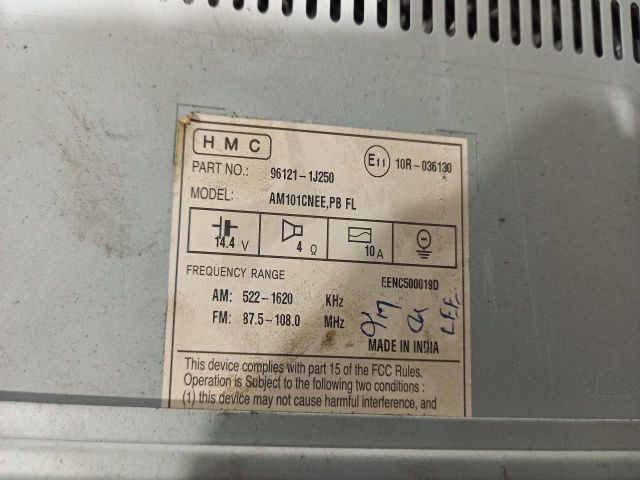 HMC
PART NO.: 96121-1J250
E11 10R-036130
MODEL: AM101CNEE,PB FL
14.4 V 4 Ω 10 A
FREQUENCY RANGE EENC500019D
AM: 522-1620 KHz
FM: 87.5-108.0 MHz
MADE IN INDIA
This device complies with part 15 of the FCC Rules.
Operation is Subject to the following two conditions :
(1) this device may not cause harmful interference, and